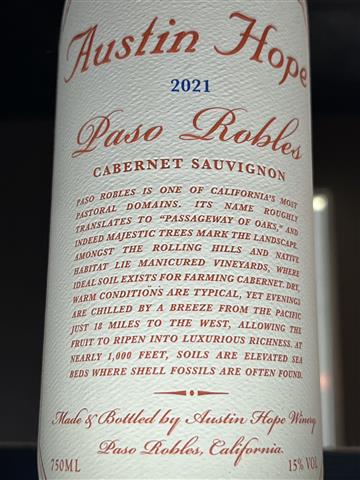 Austin Hope
2021
Paso Robles
CABERNET SAUVIGNON
PASO ROBLES IS ONE OF CALIFORNIA'S MOST
PASTORAL DOMAINS. ITS NAME ROUGHLY
TRANSLATES TO "PASSAGEWAY OF OAKS," AND
INDEED MAJESTIC TREES MARK THE LANDSCAPE.
AMONGST THE ROLLING HILLS AND NATIVE
HABITAT LIE MANICURED VINEYARDS, WHERE
IDEAL SOIL EXISTS FOR FARMING CABERNET. DRY,
WARM CONDITIONS ARE TYPICAL, YET EVENINGS
ARE CHILLED BY A BREEZE FROM THE PACIFIC
JUST 18 MILES TO THE WEST, ALLOWING THE
FRUIT TO RIPEN INTO LUXURIOUS RICHNESS. AT
NEARLY 1,000 FEET, SOILS ARE ELEVATED SEA
BEDS WHERE SHELL FOSSILS ARE OFTEN FOUND.
Made & Bottled by Austin Hope Winery
Paso Robles, California.
750ML 15% VOL